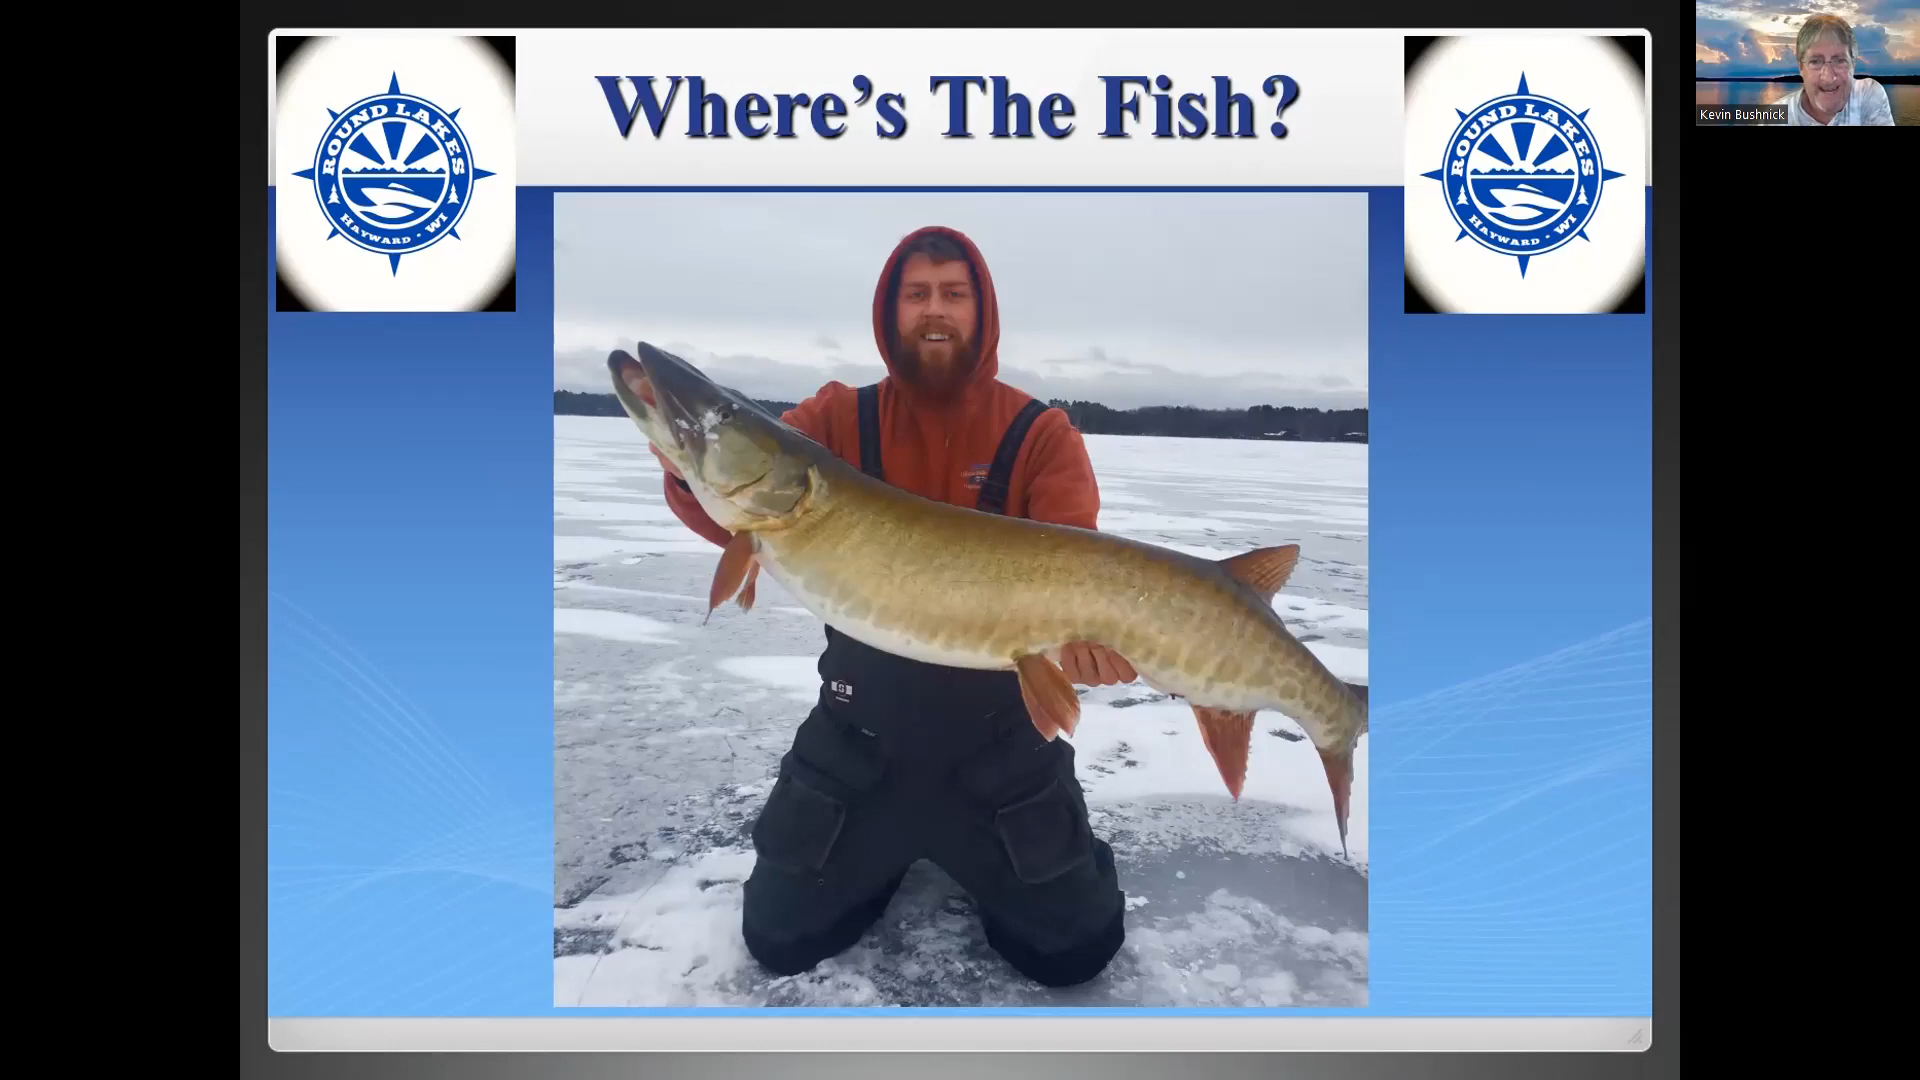 Where's The Fish?
ROUND LAKES
HAYWARD · WI
ROUND LAKES
HAYWARD · WI
Kevin Bushnick